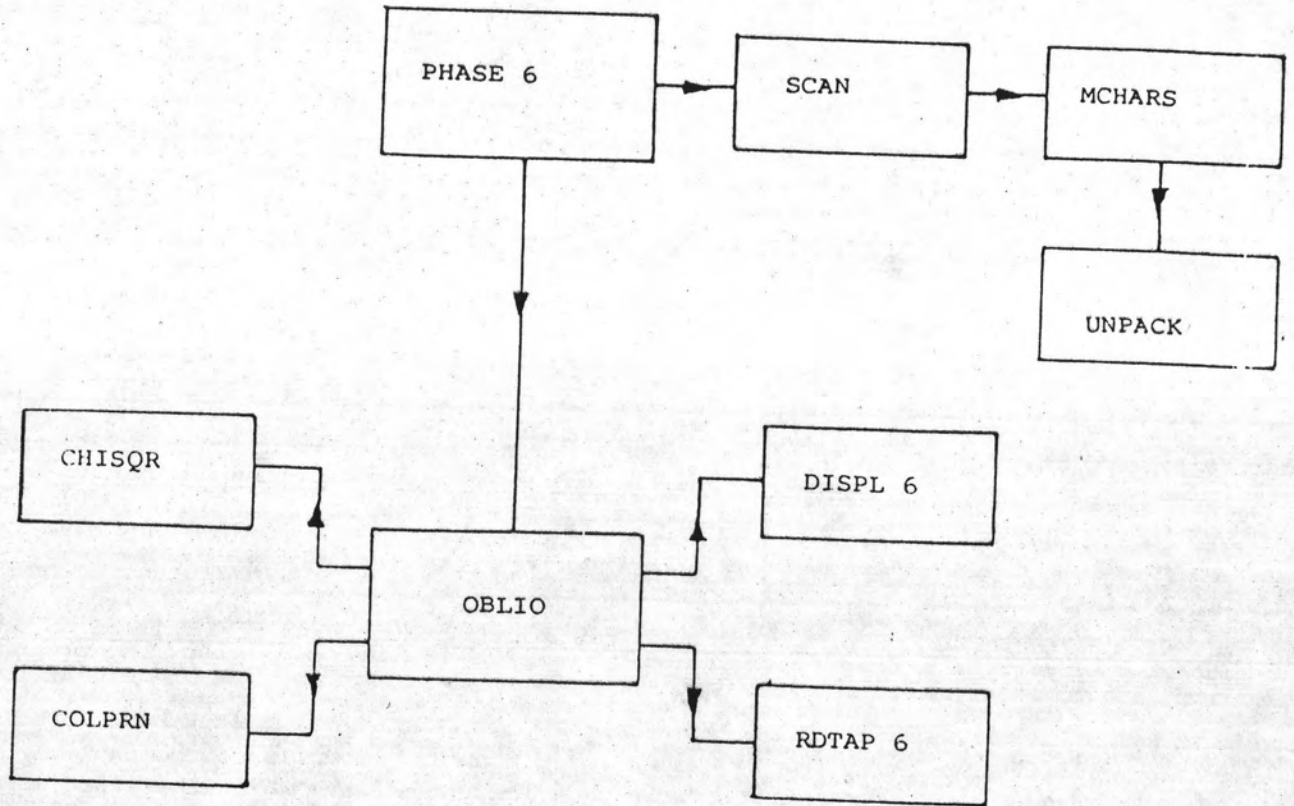 PHASE 6
SCAN
MCHARS
UNPACK
CHISQR
DISPL 6
OBLIO
COLPRN
RDTAP 6